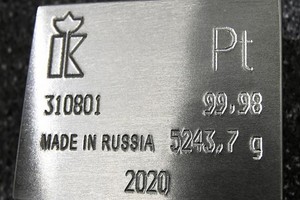 K Pt
310801 99.98
MADE IN RUSSIA 5243,7 g
2020